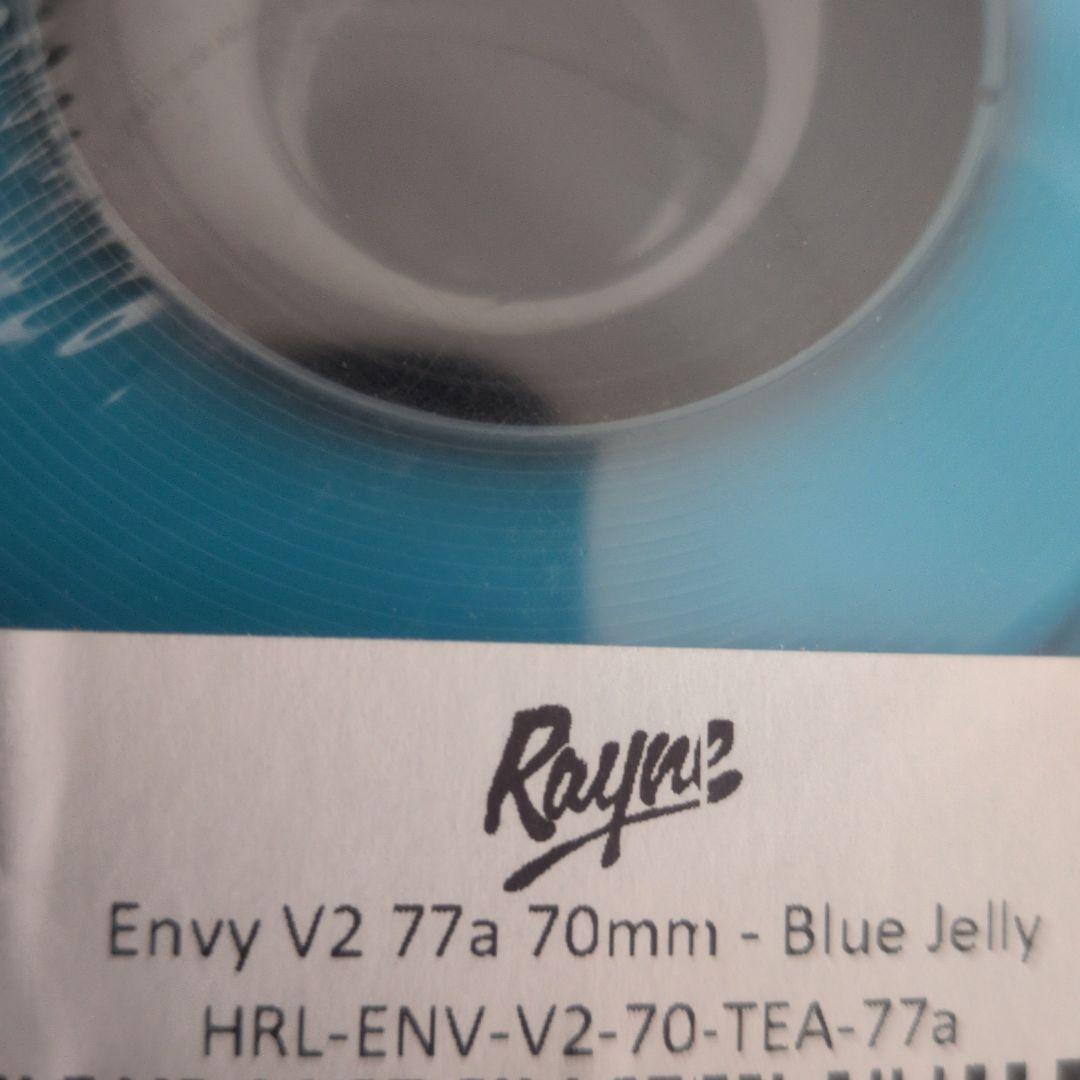 Rayne
Envy V2 77a 70mm - Blue Jelly
HRL-ENV-V2-70-TEA-77a